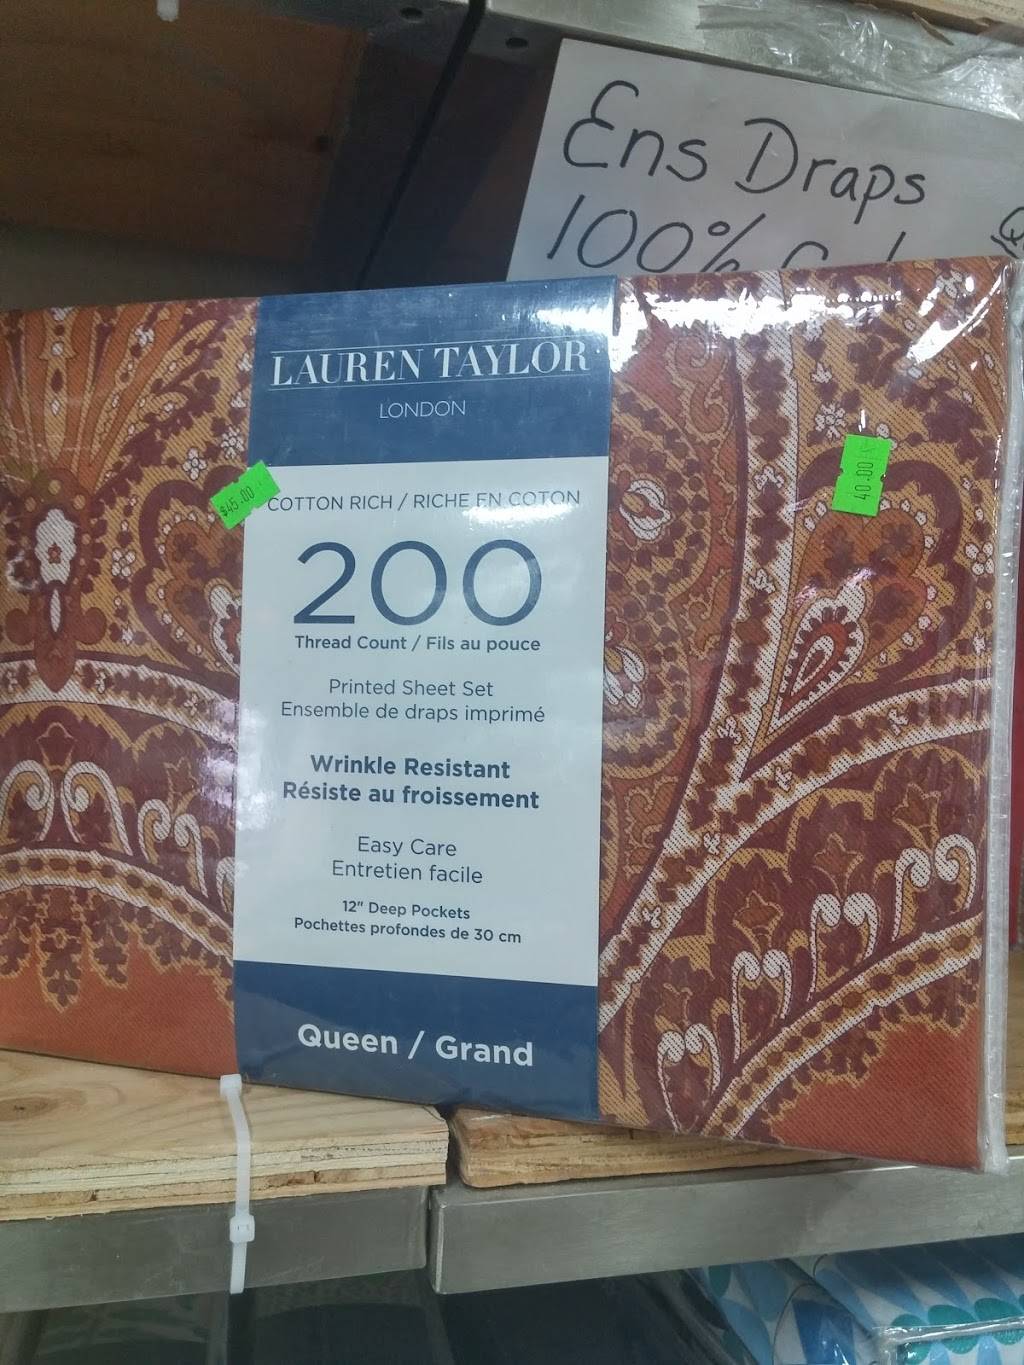 Ens Draps
100%
LAUREN TAYLOR
LONDON
$45.00
40.00
COTTON RICH / RICHE EN COTON
200
Thread Count / Fils au pouce
Printed Sheet Set
Ensemble de draps imprimé
Wrinkle Resistant
Résiste au froissement
Easy Care
Entretien facile
12" Deep Pockets
Pochettes profondes de 30 cm
Queen / Grand